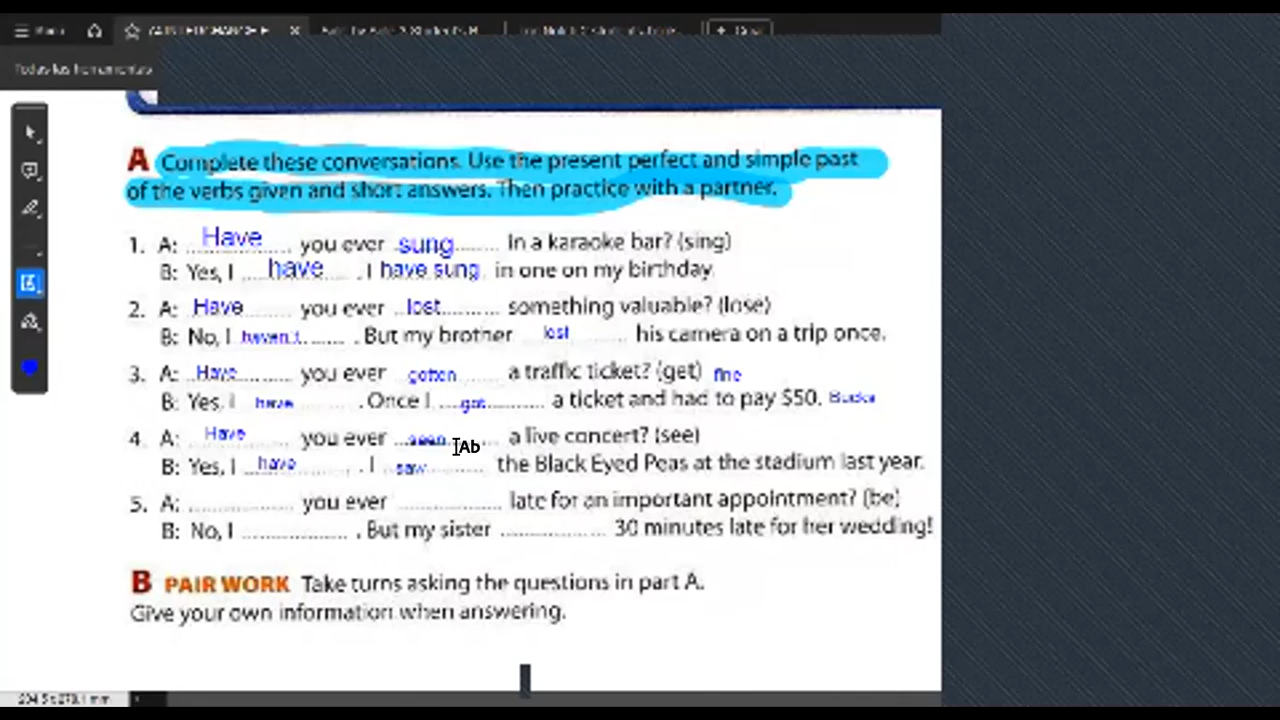 Todas las herramientas
A Complete these conversations. Use the present perfect and simple past
of the verbs given and short answers. Then practice with a partner.
1. A: Have you ever sung in a karaoke bar? (sing)
B: Yes, I have . I have sung in one on my birthday.
2. A: Have you ever lost something valuable? (lose)
B: No, I haven't . But my brother lost his camera on a trip once.
3. A: Have you ever gotten a traffic ticket? (get) fine
B: Yes, I have . Once I got a ticket and had to pay $50. Bucks
4. A: Have you ever seen a live concert? (see)
Ab
B: Yes, I have . I saw the Black Eyed Peas at the stadium last year.
5. A: you ever late for an important appointment? (be)
B: No, I . But my sister 30 minutes late for her wedding!
B PAIR WORK Take turns asking the questions in part A.
Give your own information when answering.